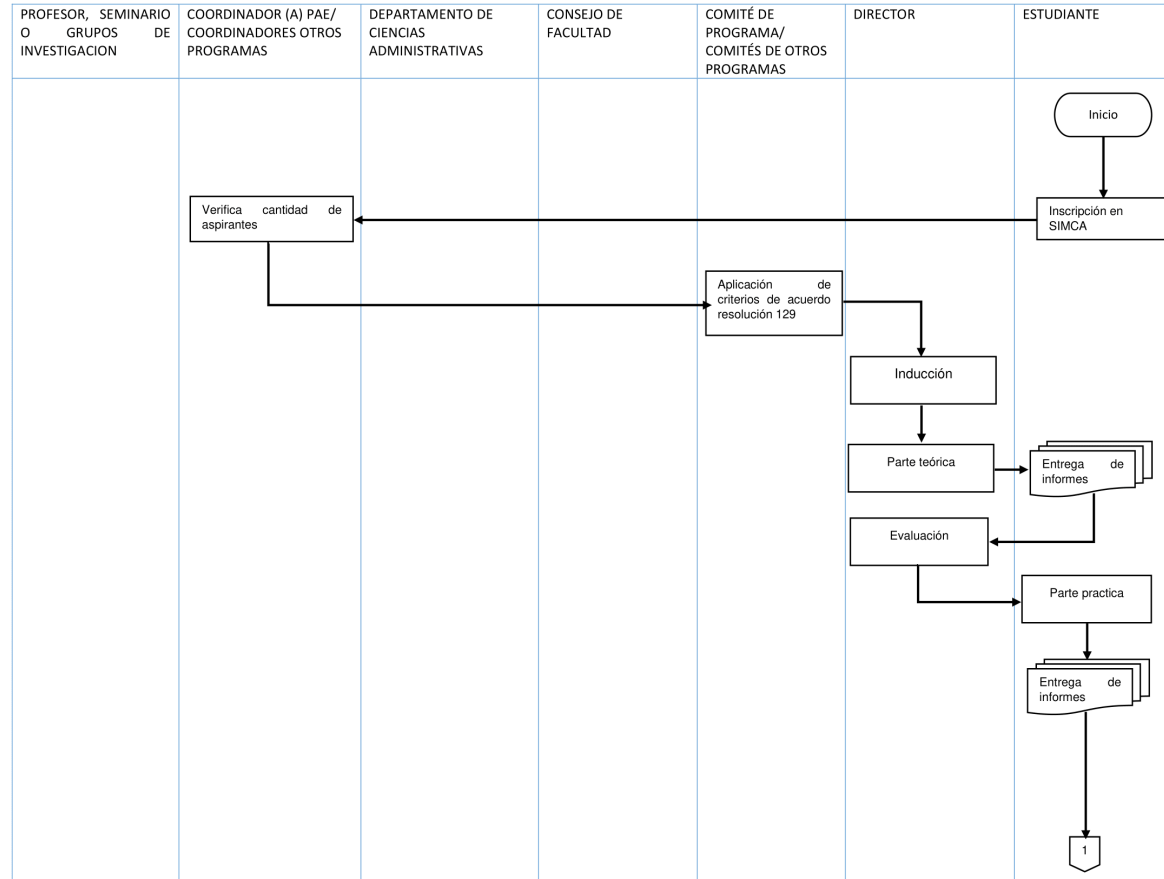 PROFESOR, SEMINARIO
O GRUPOS DE
INVESTIGACION
COORDINADOR (A) PAE/
COORDINADORES OTROS
PROGRAMAS
DEPARTAMENTO DE
CIENCIAS
ADMINISTRATIVAS
CONSEJO DE
FACULTAD
COMITÉ DE
PROGRAMA/
COMITÉS DE OTROS
PROGRAMAS
DIRECTOR
ESTUDIANTE
Inicio
Inscripción en
SIMCA
Verifica cantidad de
aspirantes
Aplicación de
criterios de acuerdo
resolución 129
Inducción
Parte teórica
Entrega de
informes
Evaluación
Parte practica
Entrega de
informes
1